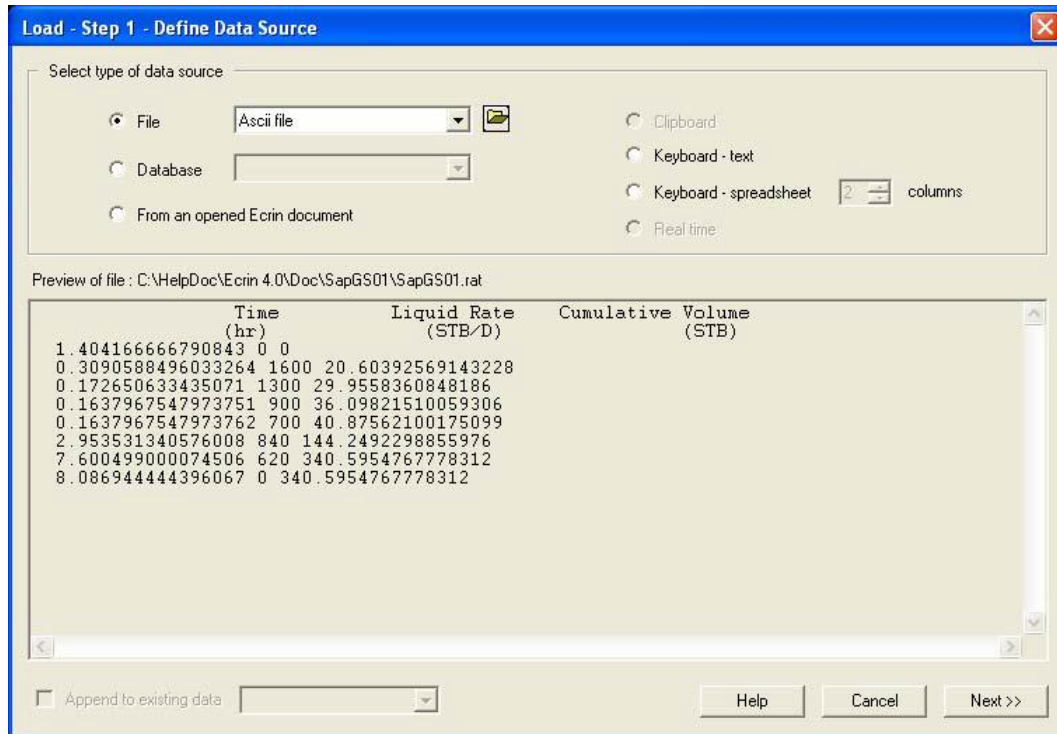 Load - Step 1 - Define Data Source
Select type of data source
File Ascii file
Clipboard
Keyboard - text
Database
Keyboard - spreadsheet 2 columns
From an opened Ecrin document
Real time
Preview of file : C:\HelpDoc\Ecrin 4.0\Doc\SapGS01\SapGS01.rat
Time Liquid Rate Cumulative Volume
(hr) (STB/D) (STB)
1.404166666790843 0 0
0.3090588496033264 1600 20.60392569143228
0.172650633435071 1300 29.9558360848186
0.1637967547973751 900 36.09821510059306
0.1637967547973762 700 40.87562100175099
2.953531340576008 840 144.2492298855976
7.600499000074506 620 340.5954767778312
8.086944444396067 0 340.5954767778312
Append to existing data
Help Cancel Next >>